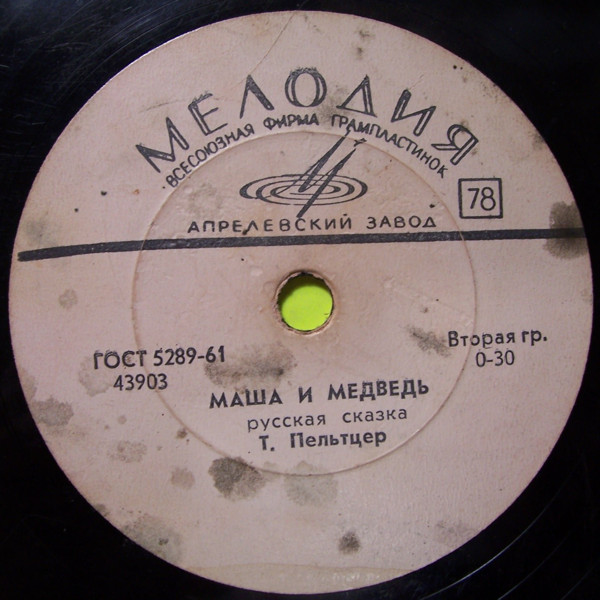 МЕЛОДИЯ
ВСЕСОЮЗНАЯ ФИРМА ГРАМПЛАСТИНОК
78
АПРЕЛЕВСКИЙ ЗАВОД
ГОСТ 5289-61
43903
Вторая гр.
0-30
МАША И МЕДВЕДЬ
русская сказка
Т. Пельтцер